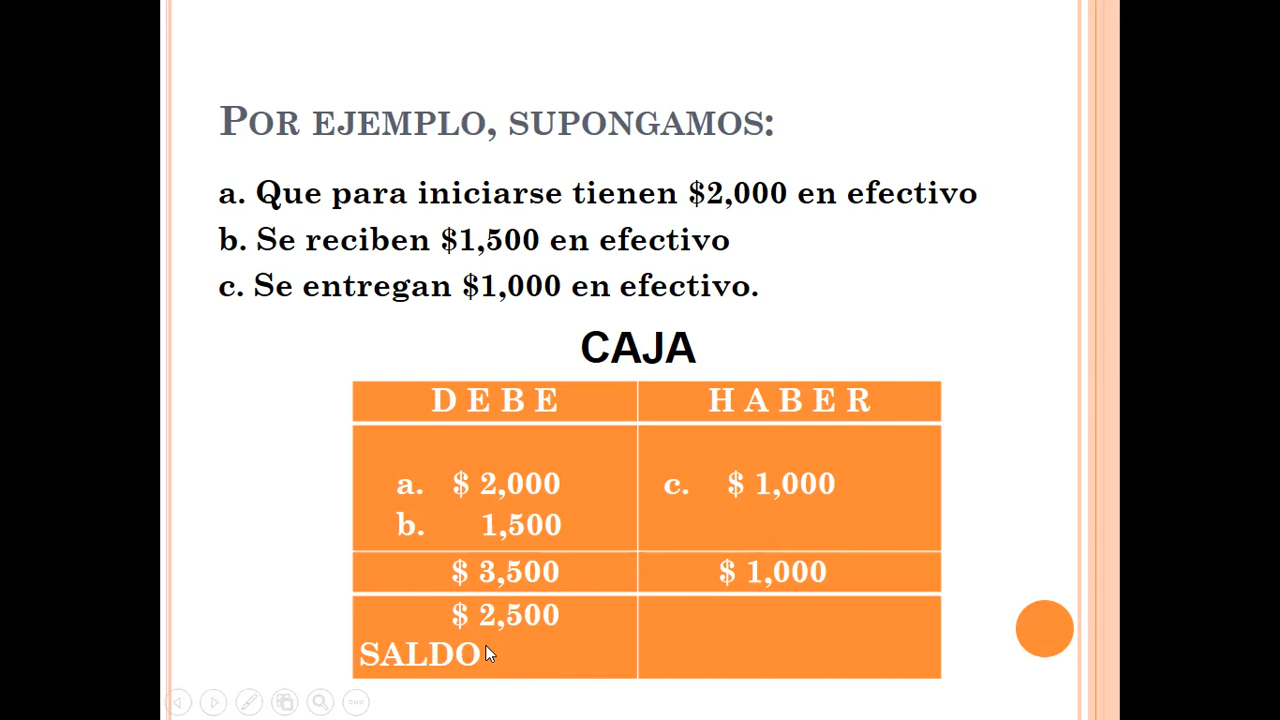 POR EJEMPLO, SUPONGAMOS:
a. Que para iniciarse tienen $2,000 en efectivo
b. Se reciben $1,500 en efectivo
c. Se entregan $1,000 en efectivo.
CAJA
D E B E H A B E R
a. $ 2,000 c. $ 1,000
b. 1,500
$ 3,500 $ 1,000
$ 2,500
SALDO